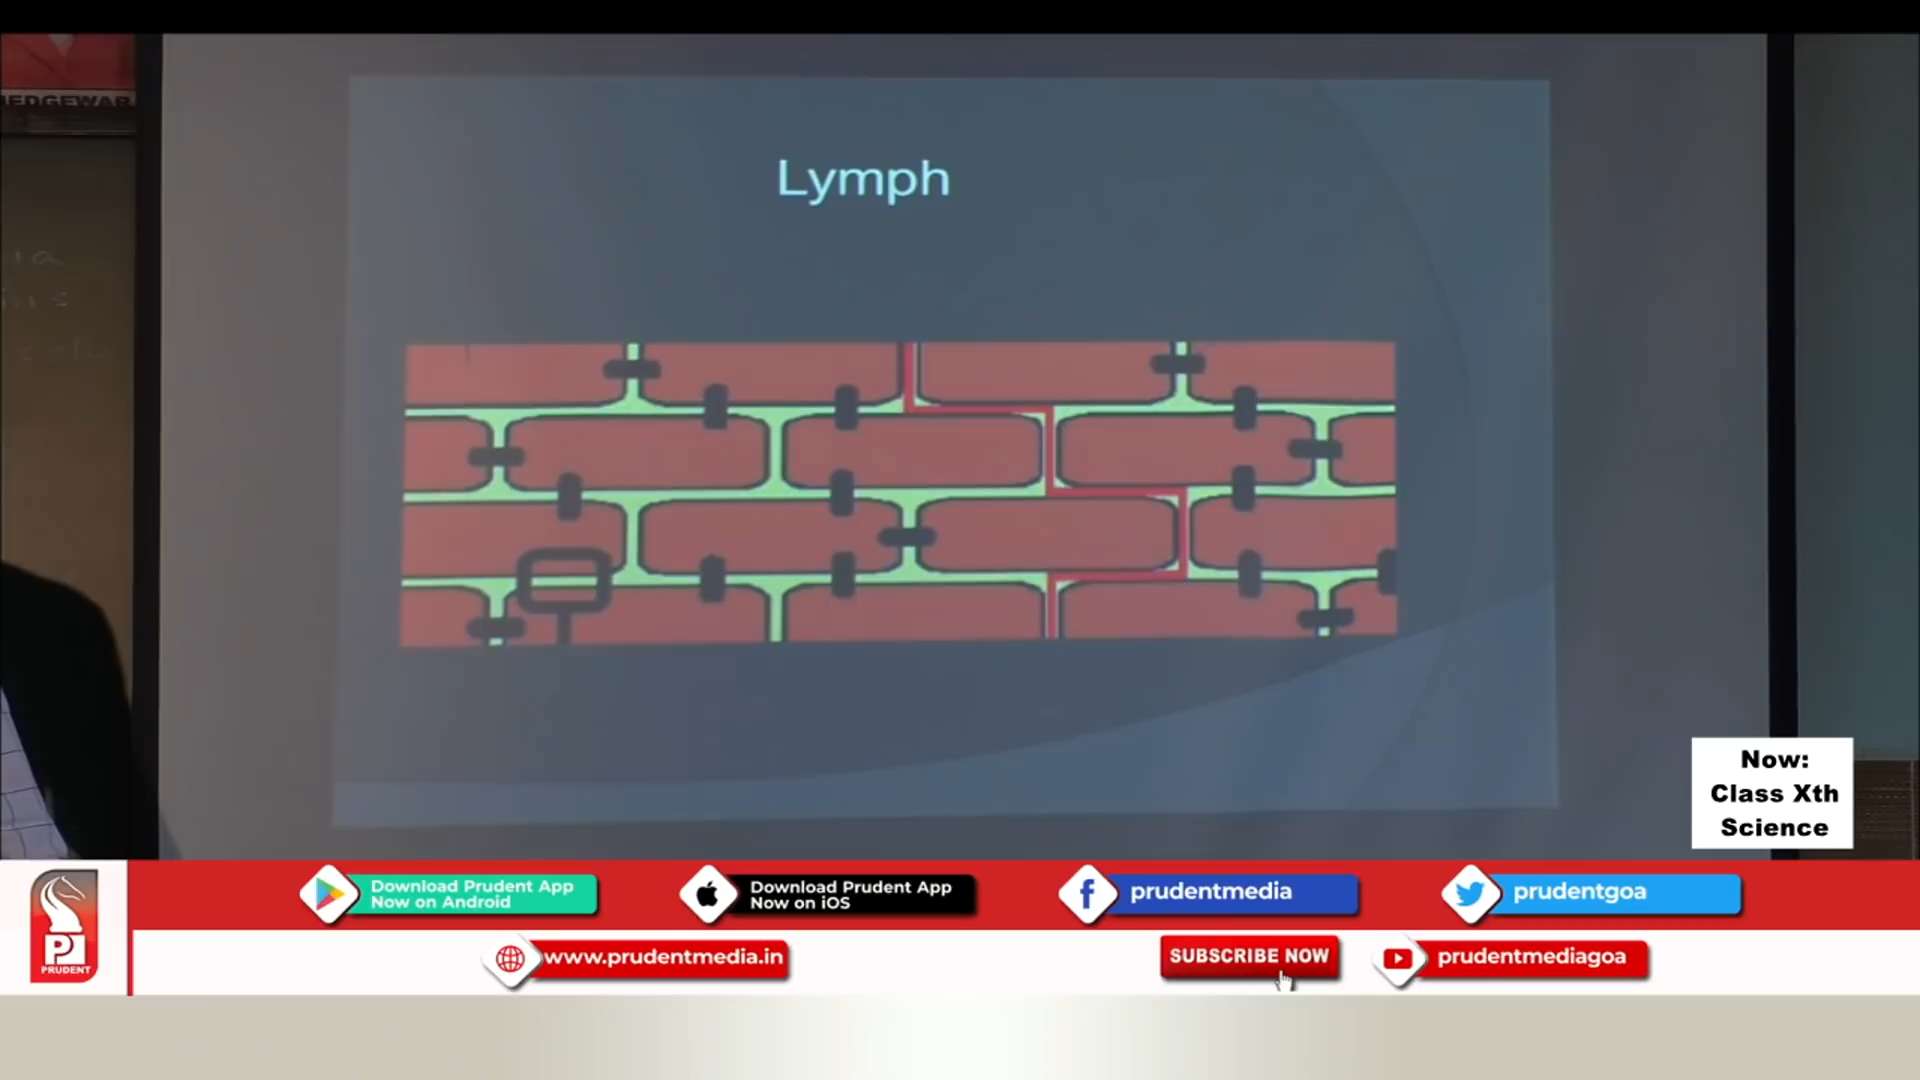 Lymph
Now:
Class Xth
Science
Download Prudent App
Now on Android
Download Prudent App
Now on iOS
prudentmedia
prudentgoa
PRUDENT
www.prudentmedia.in
SUBSCRIBE NOW
prudentmediagoa